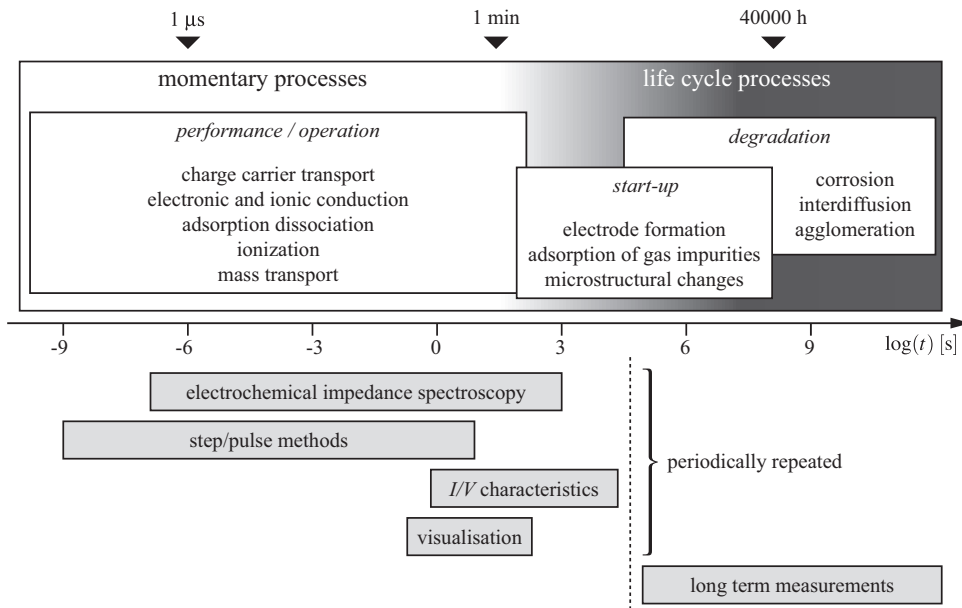 1 µs
1 min
40000 h
momentary processes
life cycle processes
performance / operation
charge carrier transport
electronic and ionic conduction
adsorption dissociation
ionization
mass transport
start-up
electrode formation
adsorption of gas impurities
microstructural changes
degradation
corrosion
interdiffusion
agglomeration
-9 -6 -3 0 3 6 9 log(t) [s]
electrochemical impedance spectroscopy
step/pulse methods
I/V characteristics
visualisation
periodically repeated
long term measurements